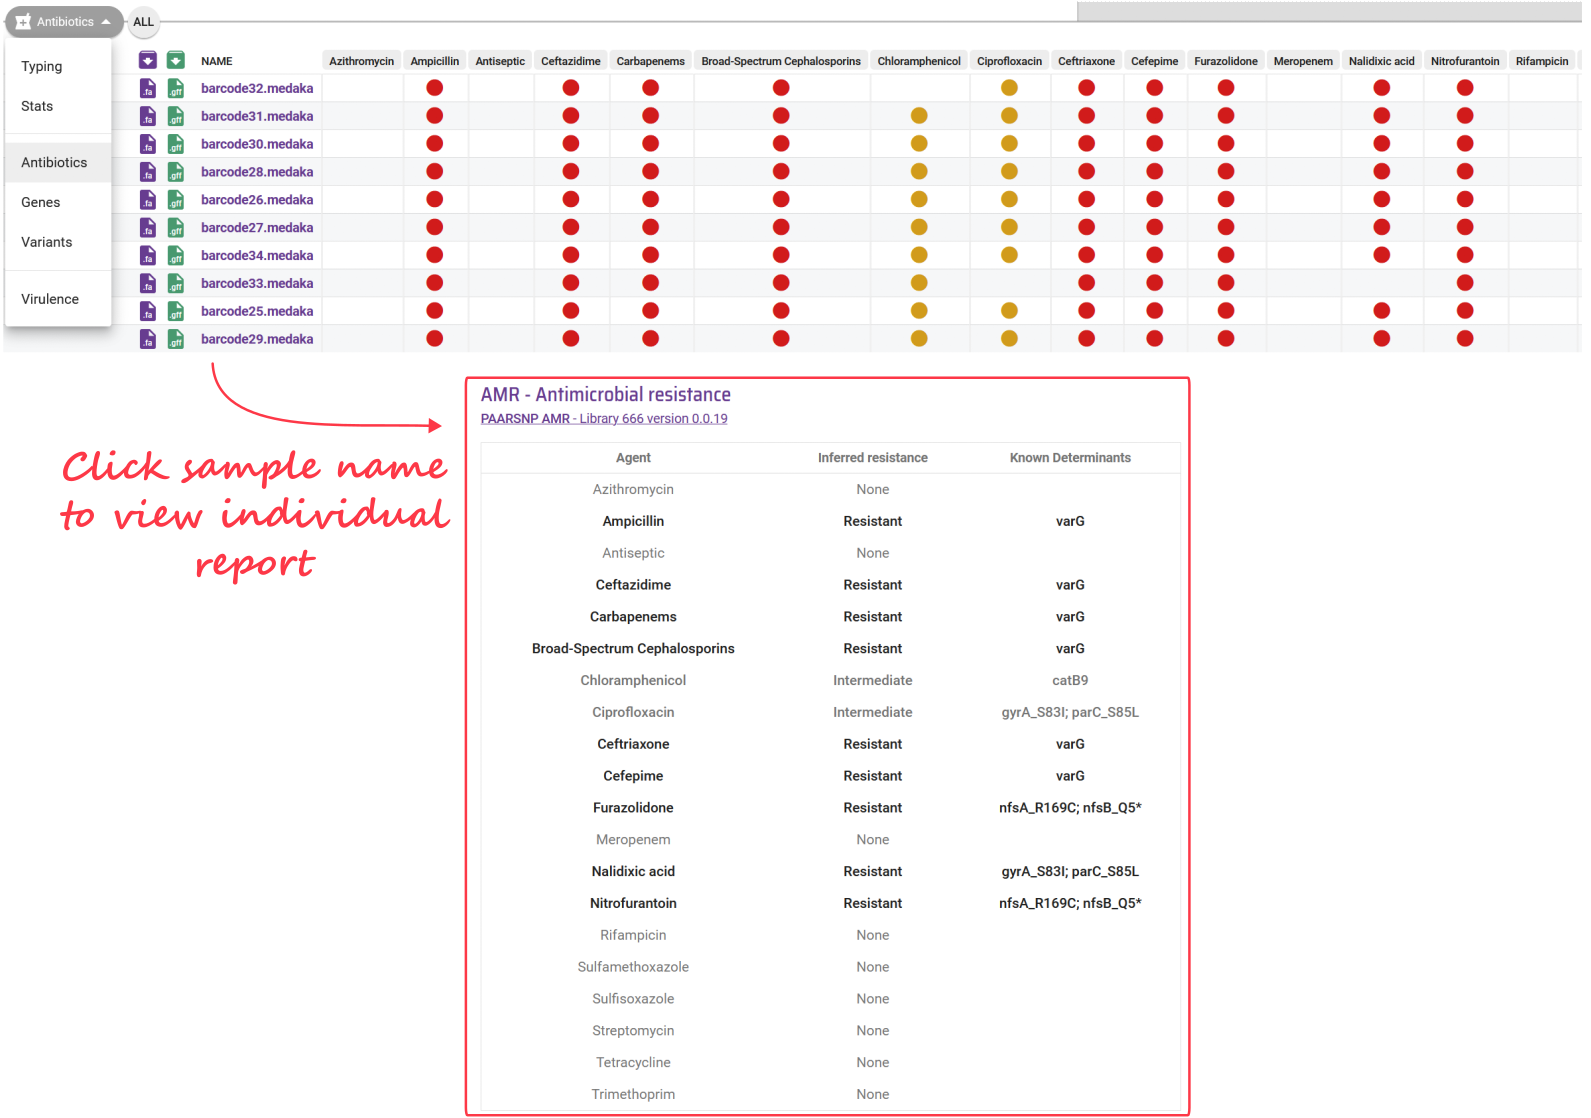 Antibiotics ALL
Typing
Stats
Antibiotics
Genes
Variants
Virulence
NAME Azithromycin Ampicillin Antiseptic Ceftazidime Carbapenems Broad-Spectrum Cephalosporins Chloramphenicol Ciprofloxacin Ceftriaxone Cefepime Furazolidone Meropenem Nalidixic acid Nitrofurantoin Rifampicin
.fa .gff barcode32.medaka
.fa .gff barcode31.medaka
.fa .gff barcode30.medaka
.fa .gff barcode28.medaka
.fa .gff barcode26.medaka
.fa .gff barcode27.medaka
.fa .gff barcode34.medaka
.fa .gff barcode33.medaka
.fa .gff barcode25.medaka
.fa .gff barcode29.medaka
Click sample name
to view individual
report
AMR - Antimicrobial resistance
PAARSNP AMR - Library 666 version 0.0.19
Agent Inferred resistance Known Determinants
Azithromycin None
Ampicillin Resistant varG
Antiseptic None
Ceftazidime Resistant varG
Carbapenems Resistant varG
Broad-Spectrum Cephalosporins Resistant varG
Chloramphenicol Intermediate catB9
Ciprofloxacin Intermediate gyrA_S83I; parC_S85L
Ceftriaxone Resistant varG
Cefepime Resistant varG
Furazolidone Resistant nfsA_R169C; nfsB_Q5*
Meropenem None
Nalidixic acid Resistant gyrA_S83I; parC_S85L
Nitrofurantoin Resistant nfsA_R169C; nfsB_Q5*
Rifampicin None
Sulfamethoxazole None
Sulfisoxazole None
Streptomycin None
Tetracycline None
Trimethoprim None